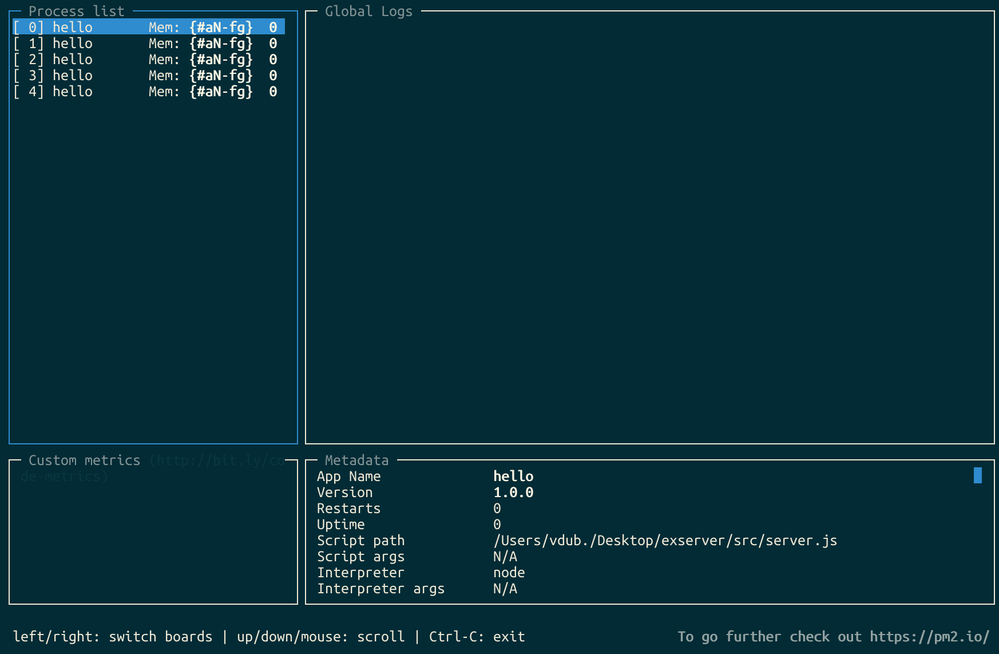 Process list
[ 0] hello Mem: {#aN-fg} 0
[ 1] hello Mem: {#aN-fg} 0
[ 2] hello Mem: {#aN-fg} 0
[ 3] hello Mem: {#aN-fg} 0
[ 4] hello Mem: {#aN-fg} 0
Global Logs
Custom metrics (http://bit.ly/co
de-metrics)
Metadata
App Name hello
Version 1.0.0
Restarts 0
Uptime 0
Script path /Users/vdub./Desktop/exserver/src/server.js
Script args N/A
Interpreter node
Interpreter args N/A
left/right: switch boards | up/down/mouse: scroll | Ctrl-C: exit
To go further check out https://pm2.io/